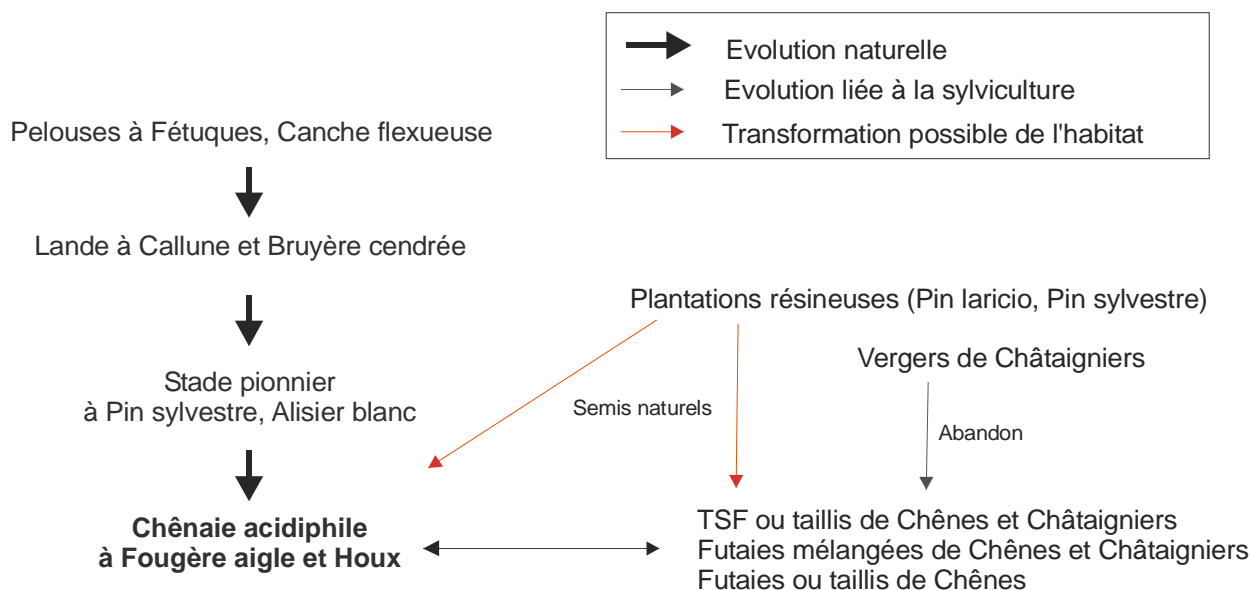 Evolution naturelle
Evolution liée à la sylviculture
Transformation possible de l'habitat
Pelouses à Fétuques, Canche flexueuse
Lande à Callune et Bruyère cendrée
Plantations résineuses (Pin laricio, Pin sylvestre)
Vergers de Châtaigniers
Stade pionnier
à Pin sylvestre, Alisier blanc
Semis naturels
Abandon
Chênaie acidiphile
à Fougère aigle et Houx
TSF ou taillis de Chênes et Châtaigniers
Futaies mélangées de Chênes et Châtaigniers
Futaies ou taillis de Chênes